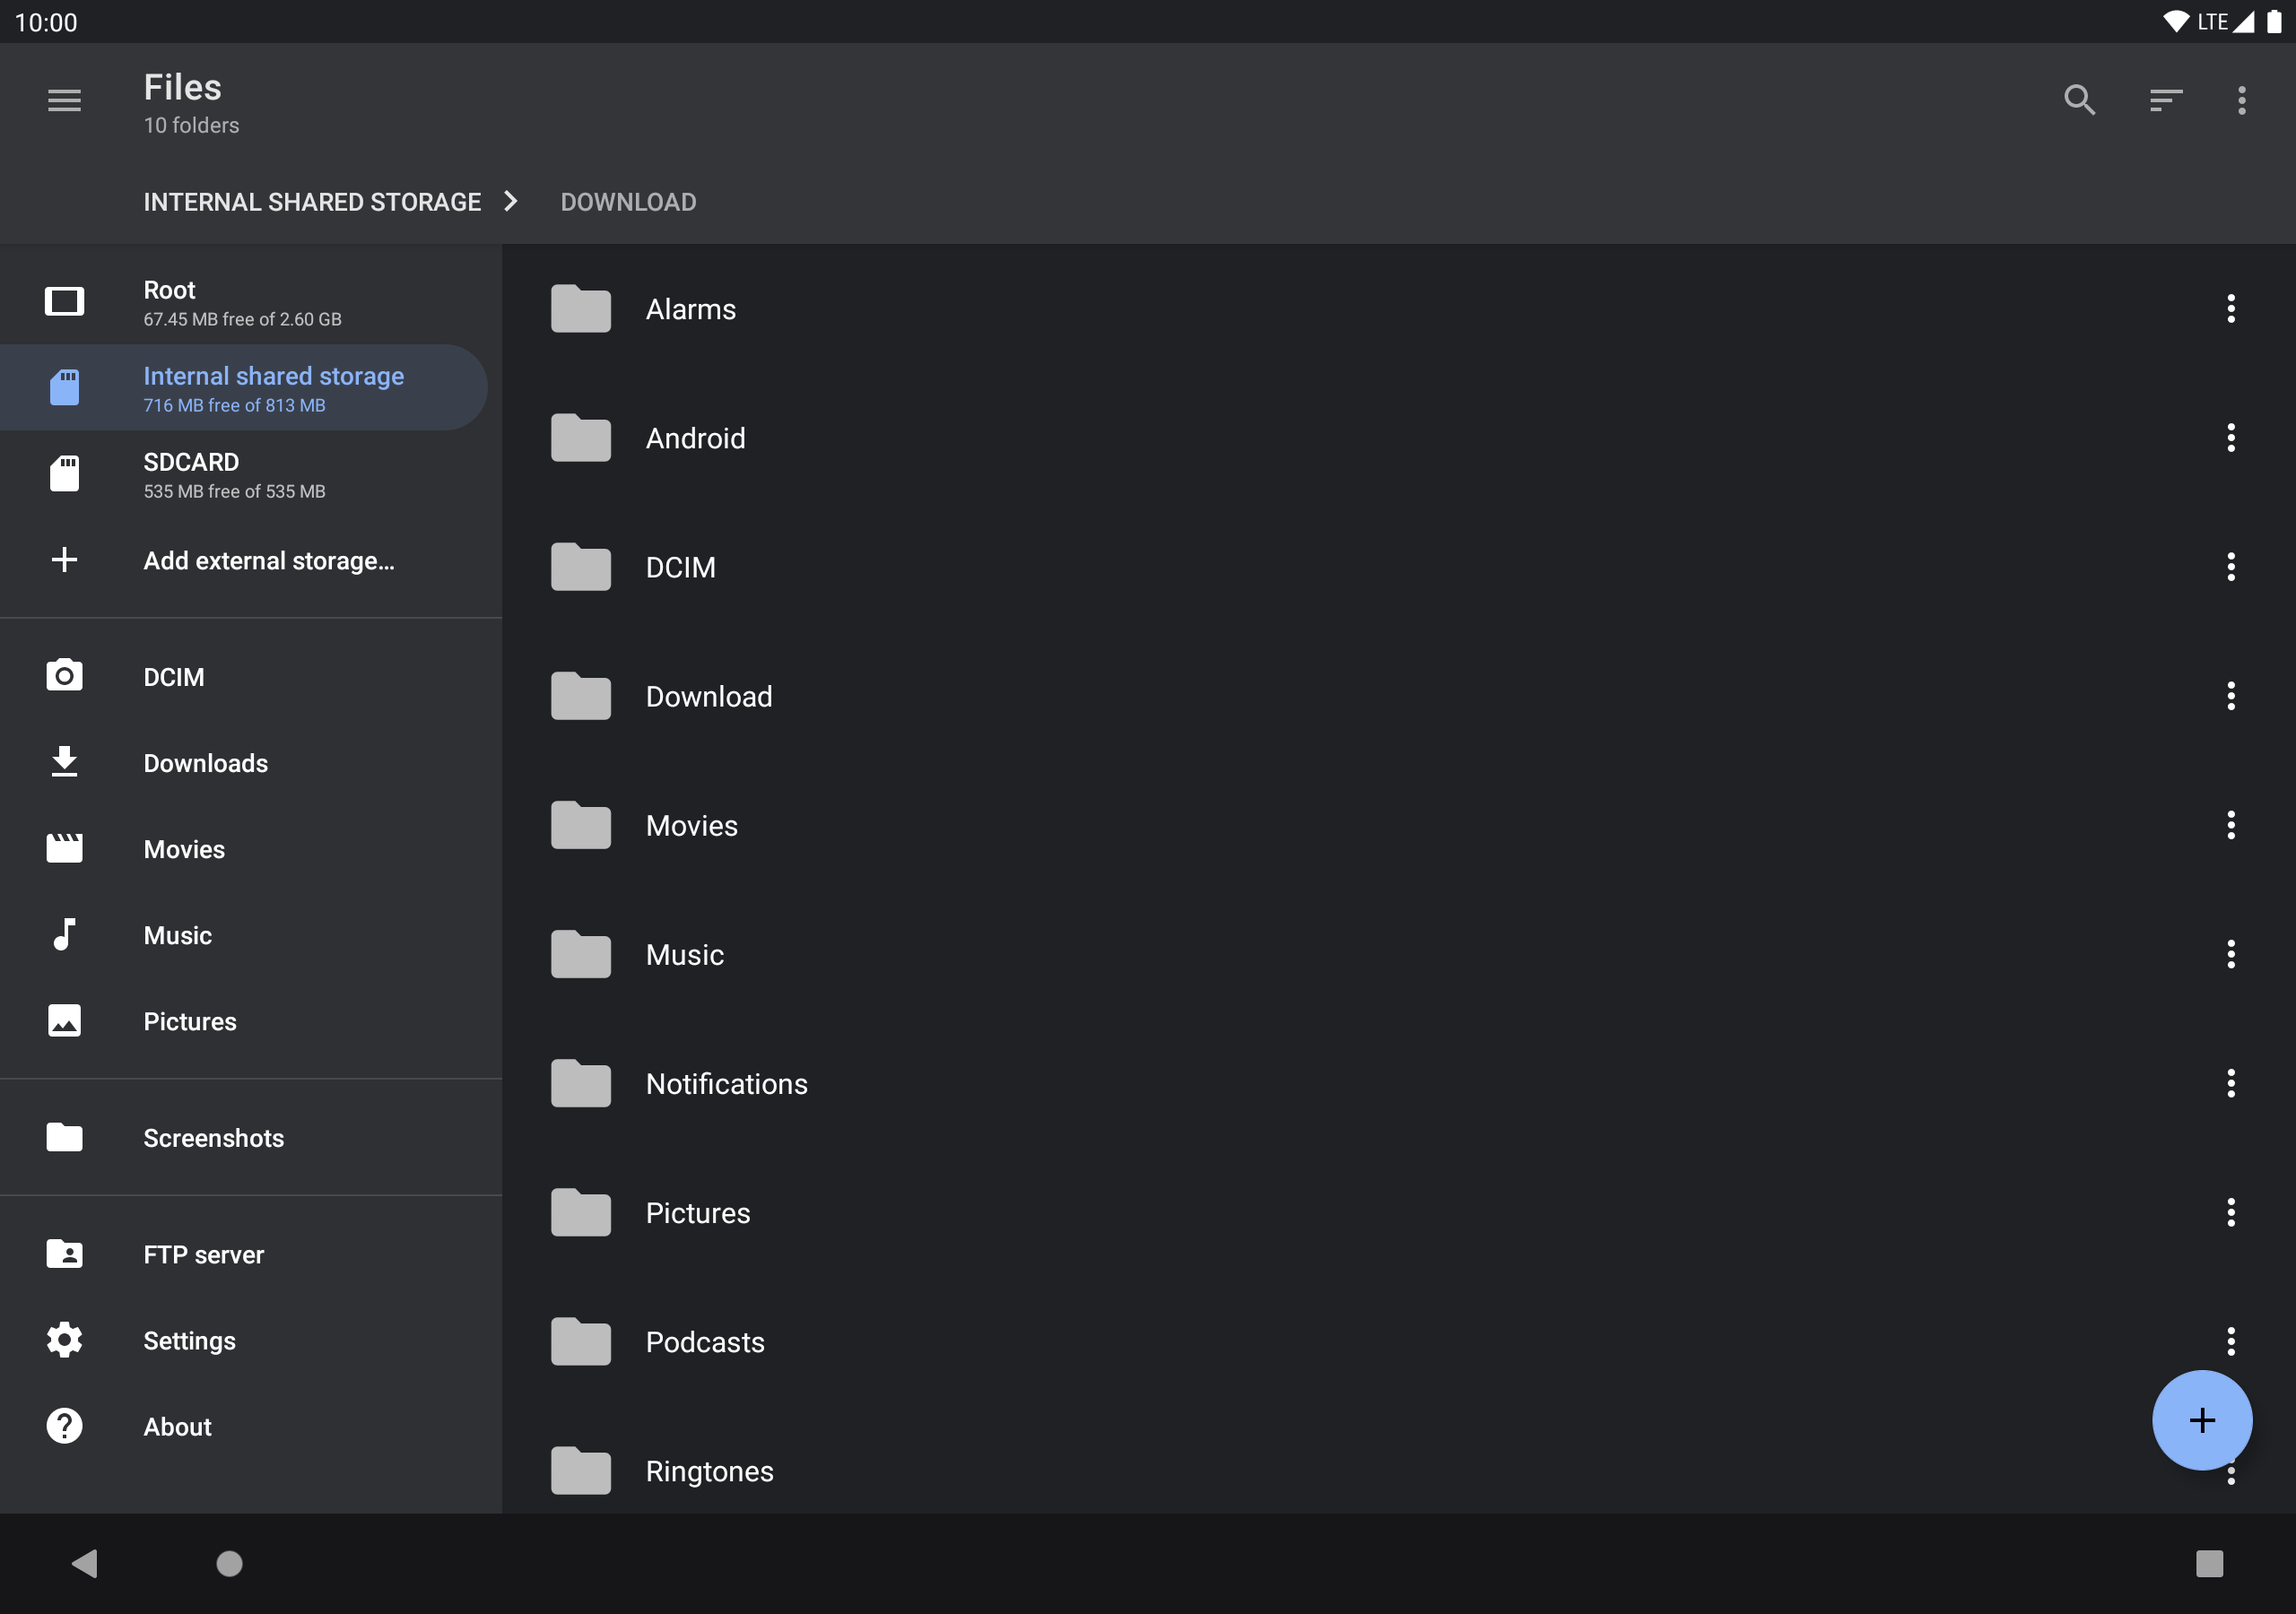 10:00
LTE
Files
10 folders
INTERNAL SHARED STORAGE
DOWNLOAD
Root
67.45 MB free of 2.60 GB
Internal shared storage
716 MB free of 813 MB
SDCARD
535 MB free of 535 MB
Add external storage…
DCIM
Downloads
Movies
Music
Pictures
Screenshots
FTP server
Settings
About
Alarms
Android
DCIM
Download
Movies
Music
Notifications
Pictures
Podcasts
Ringtones